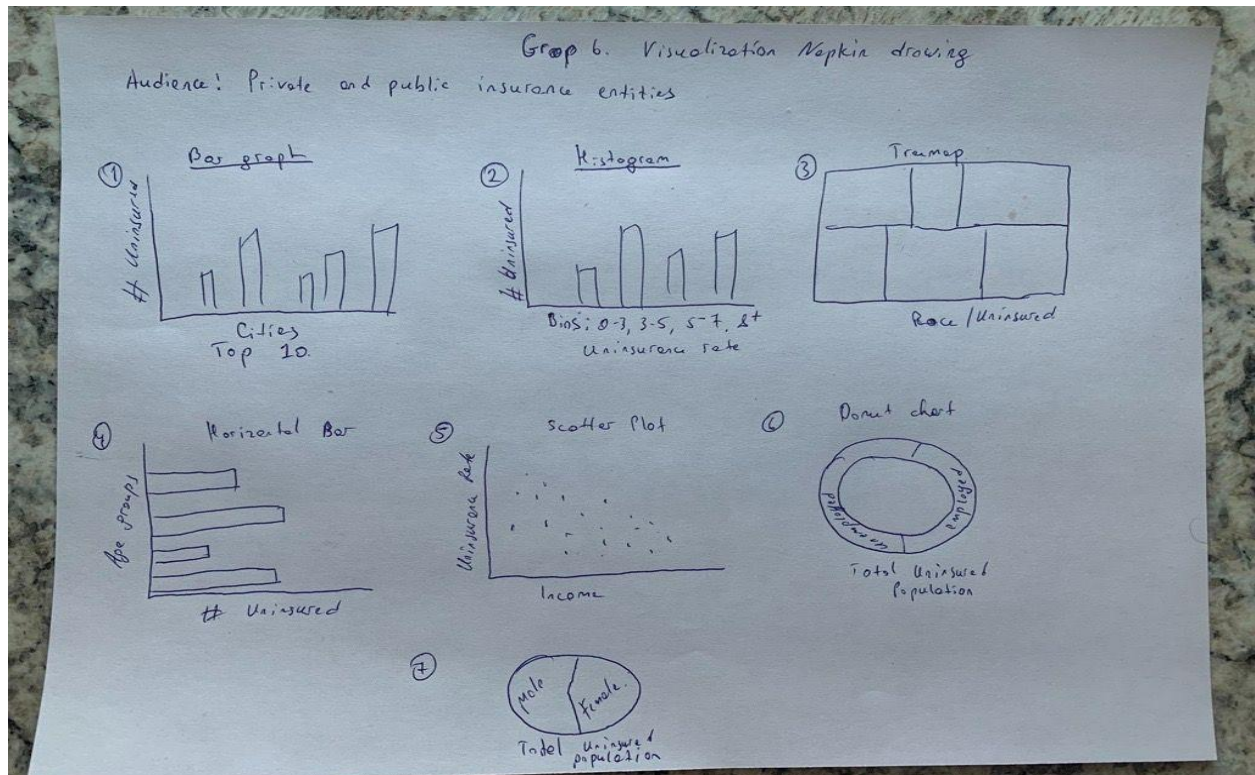 Group 6. Visualization Napkin drawing
Audience: Private and public insurance entities
1
Bar graph
# Uninsured
Cities
Top 10.
2
Histogram
# Uninsured
Bins: 0-3, 3-5, 5-7, 8+
Uninsurance rate
3
Treemap
Race / Uninsured
4
Horizontal Bar
Age groups
# Uninsured
5
Scatter Plot
Uninsurance Rate
Income
6
Donut chart
employed
unemployed
Total Uninsured
Population
7
Male
Female.
Total uninsured
population